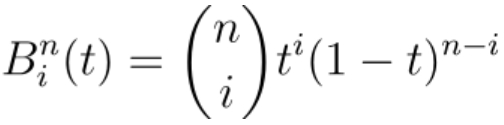 $B_i^n(t) = \binom{n}{i} t^i (1 - t)^{n-i}$